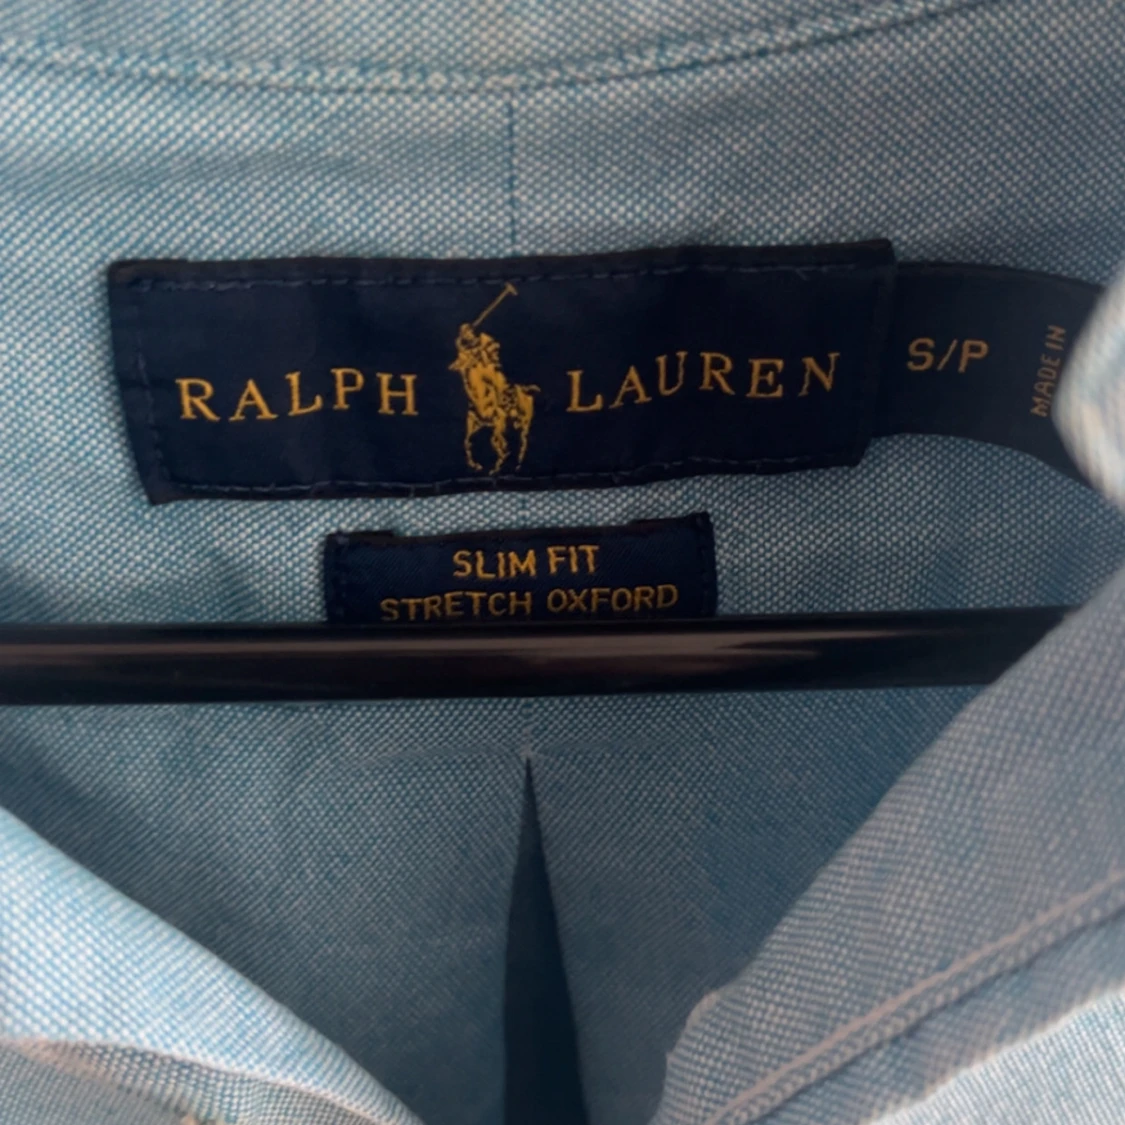 RALPH LAUREN
S/P
MADE IN
SLIM FIT
STRETCH OXFORD